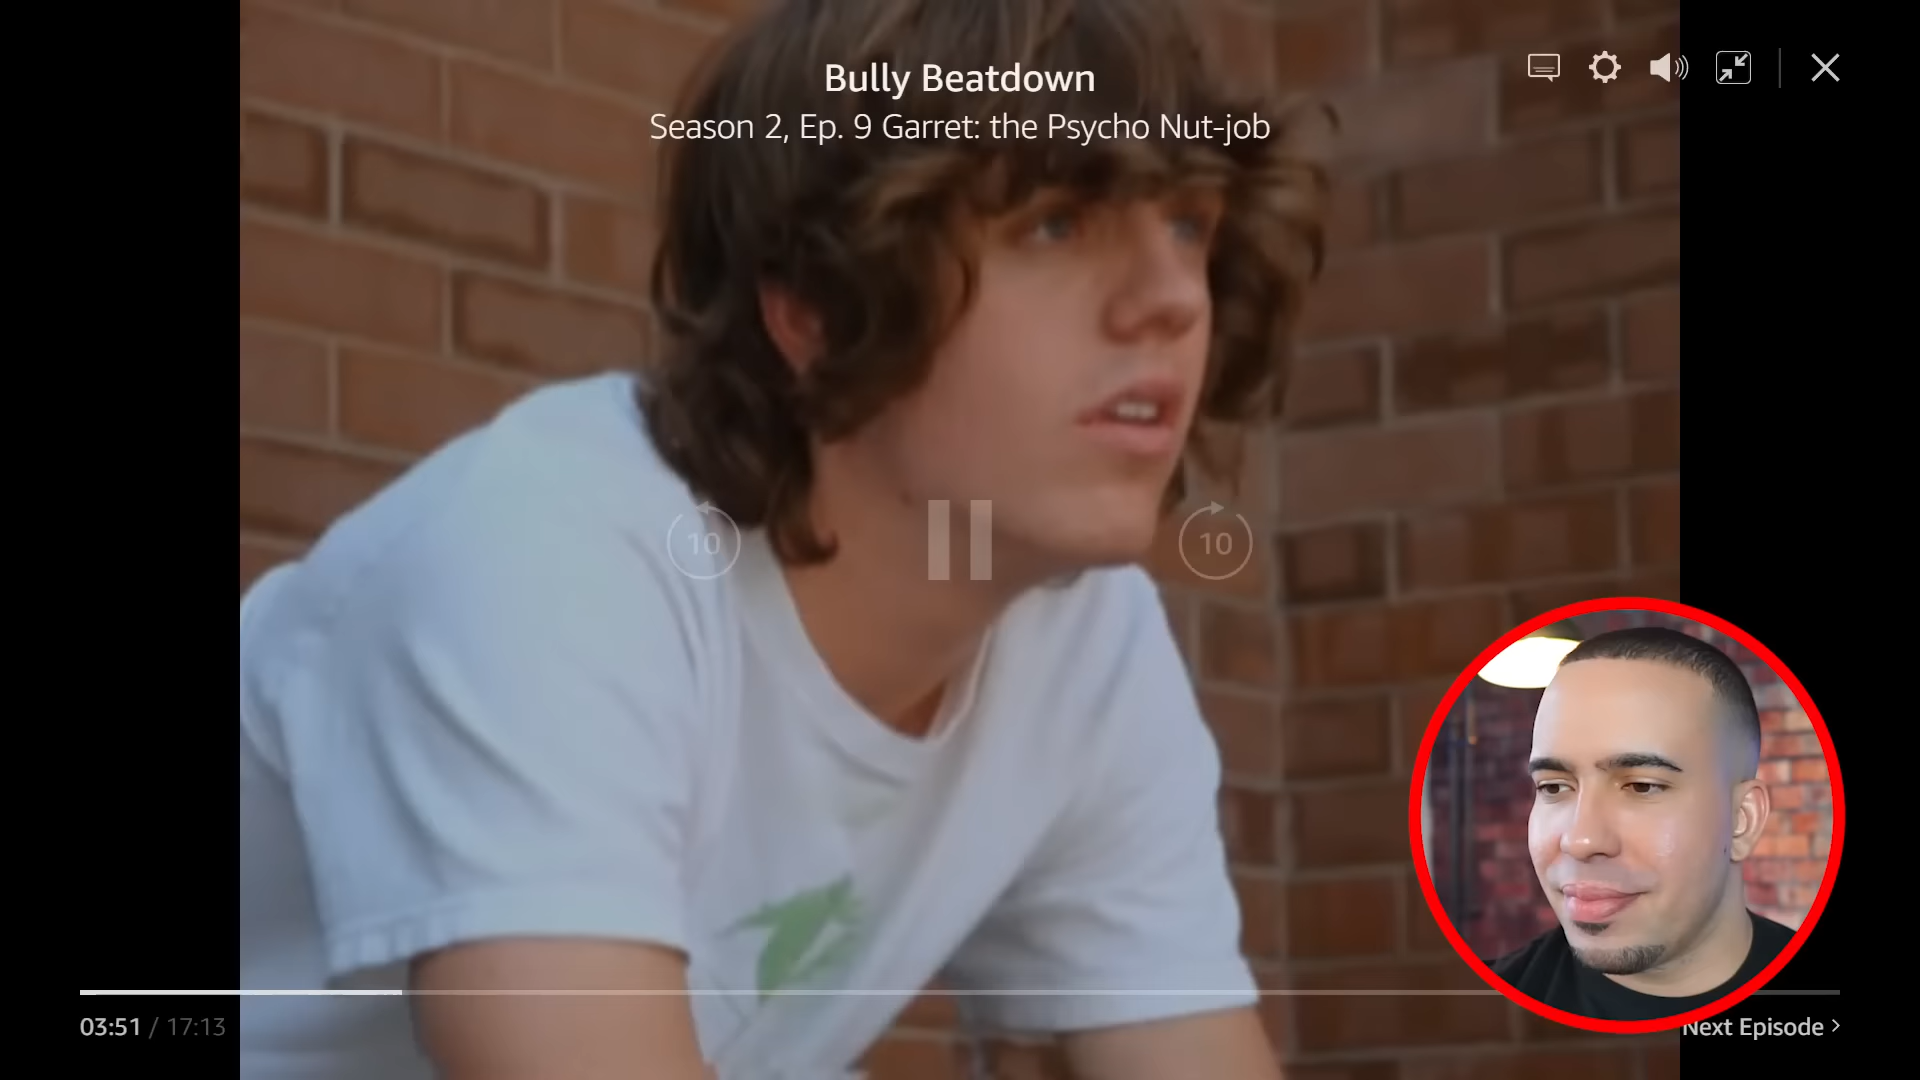 Bully Beatdown
Season 2, Ep. 9 Garret: the Psycho Nut-job
10
10
03:51 / 17:13
Next Episode